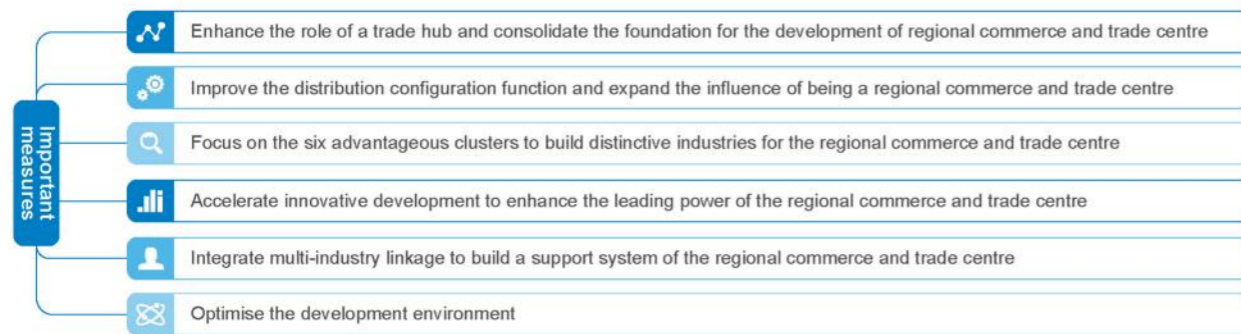 Important
measures
Enhance the role of a trade hub and consolidate the foundation for the development of regional commerce and trade centre
Improve the distribution configuration function and expand the influence of being a regional commerce and trade centre
Focus on the six advantageous clusters to build distinctive industries for the regional commerce and trade centre
Accelerate innovative development to enhance the leading power of the regional commerce and trade centre
Integrate multi-industry linkage to build a support system of the regional commerce and trade centre
Optimise the development environment